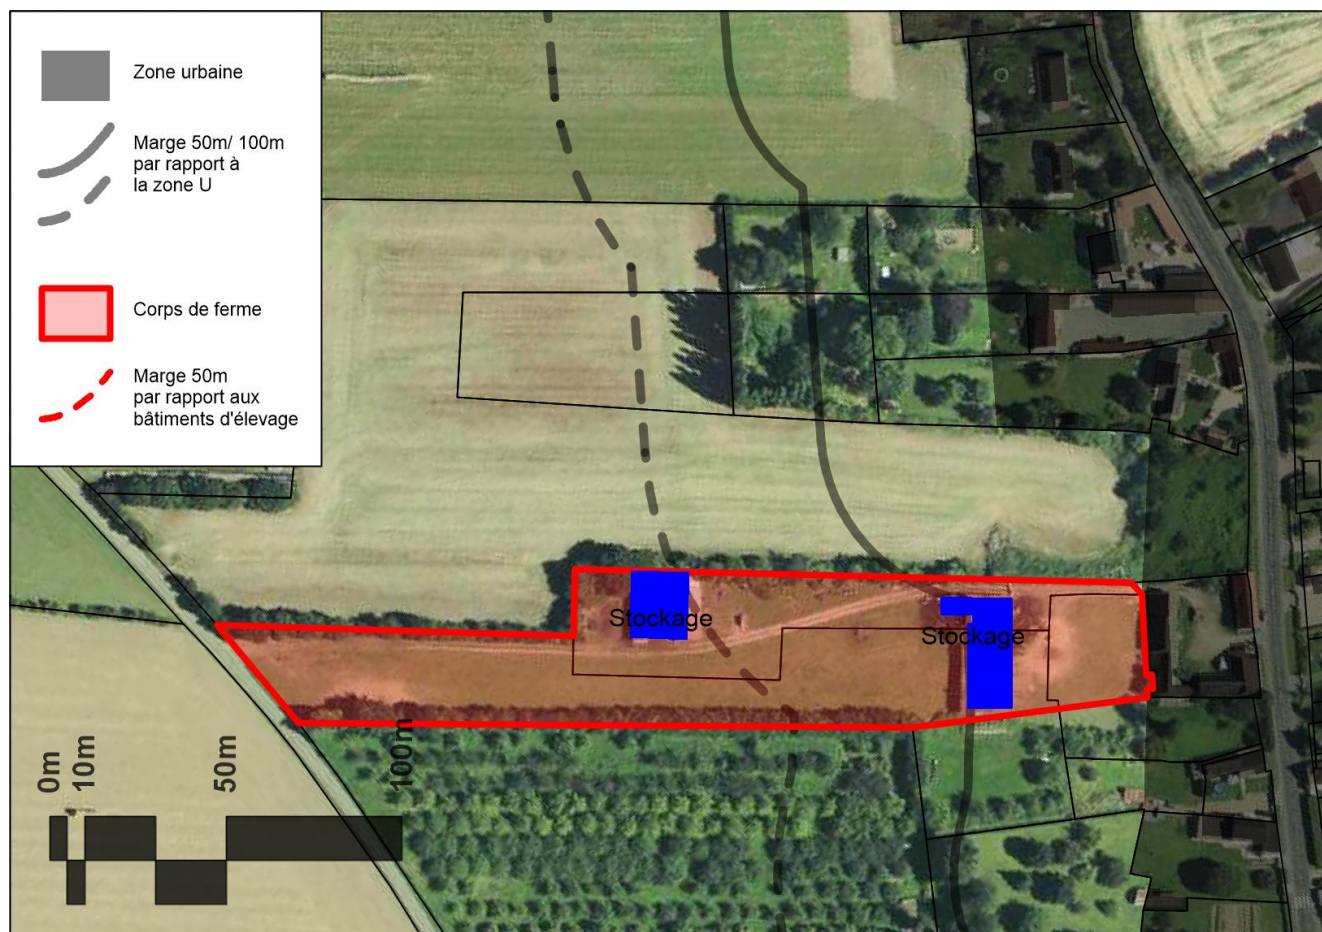 Zone urbaine
Marge 50m/ 100m
par rapport à
la zone U
Corps de ferme
Marge 50m
par rapport aux
bâtiments d'élevage
Stockage
Stockage
0m
10m
50m
100m